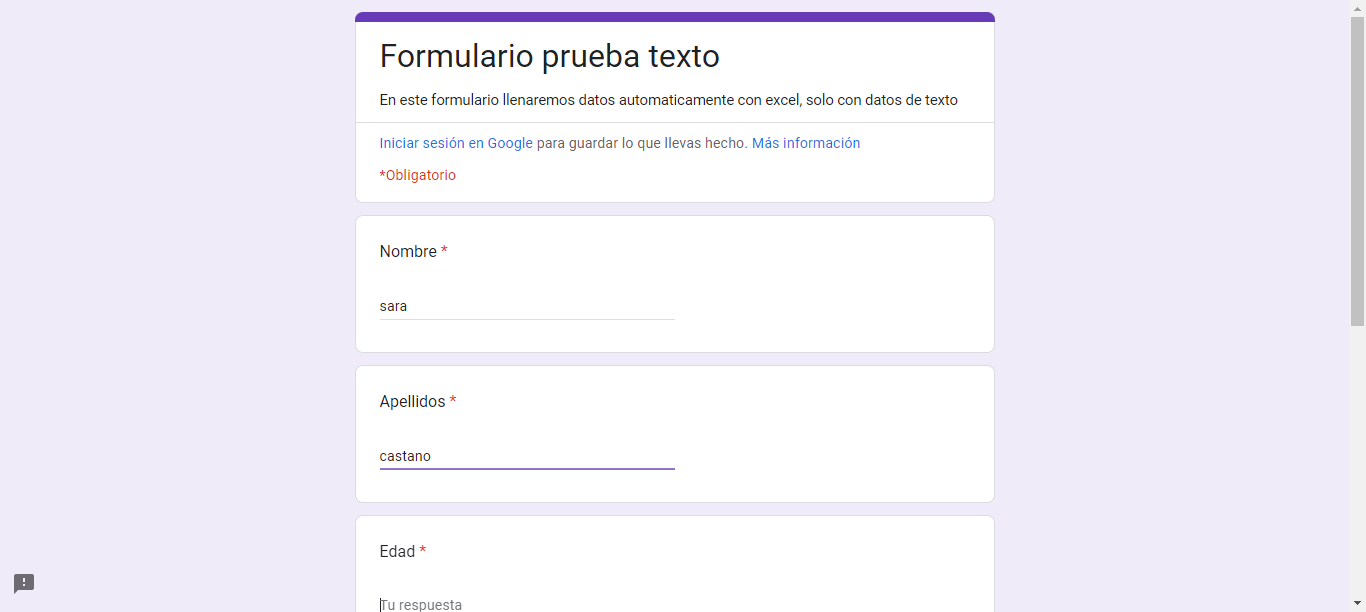 Formulario prueba texto
En este formulario llenaremos datos automaticamente con excel, solo con datos de texto
Iniciar sesión en Google para guardar lo que llevas hecho. Más información
*Obligatorio
Nombre *
sara
Apellidos *
castano
Edad *
Tu respuesta